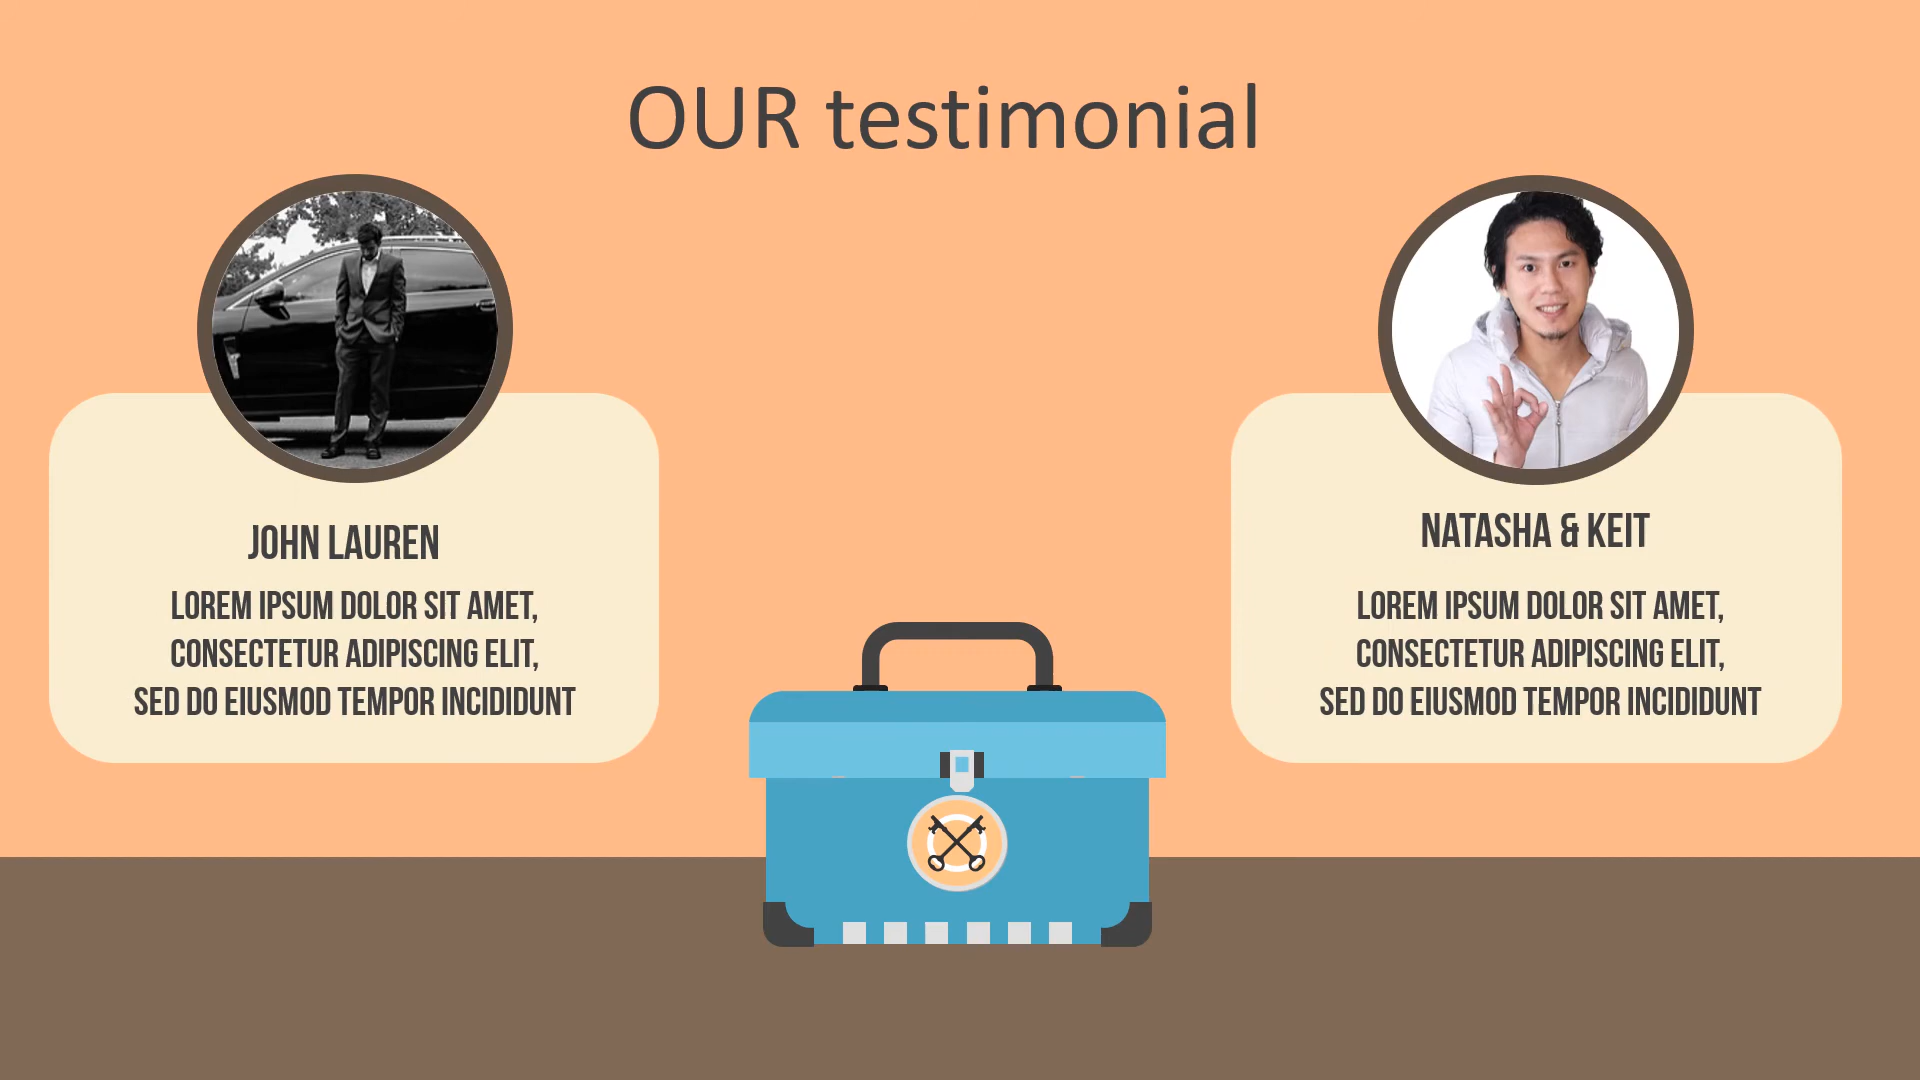 OUR testimonial
JOHN LAUREN
LOREM IPSUM DOLOR SIT AMET,
CONSECTETUR ADIPISCING ELIT,
SED DO EIUSMOD TEMPOR INCIDIDUNT
NATASHA & KEIT
LOREM IPSUM DOLOR SIT AMET,
CONSECTETUR ADIPISCING ELIT,
SED DO EIUSMOD TEMPOR INCIDIDUNT